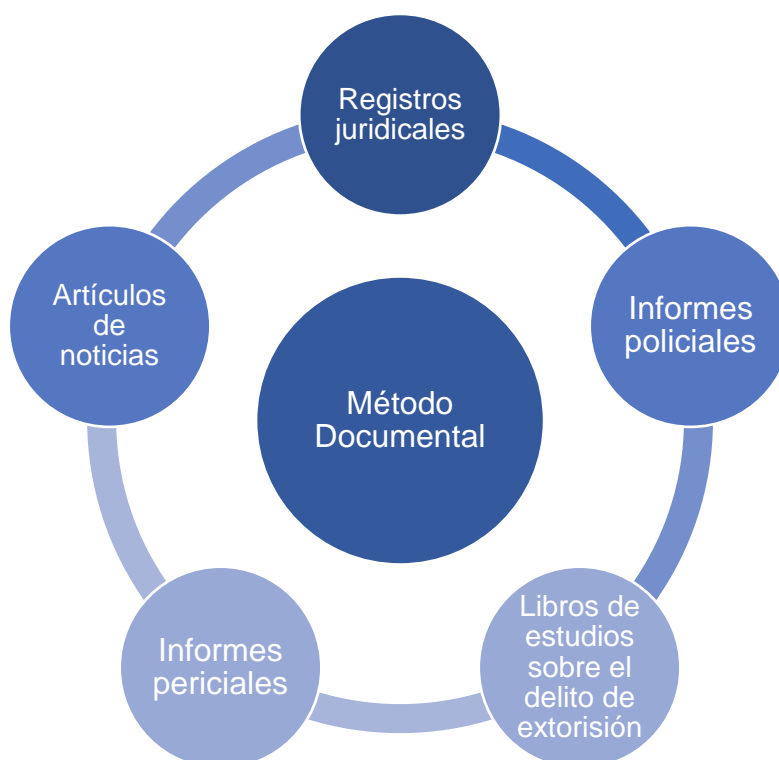 Registros
juridicales
Informes
policiales
Libros de
estudios
sobre el
delito de
extorisión
Informes
periciales
Artículos
de
noticias
Método
Documental